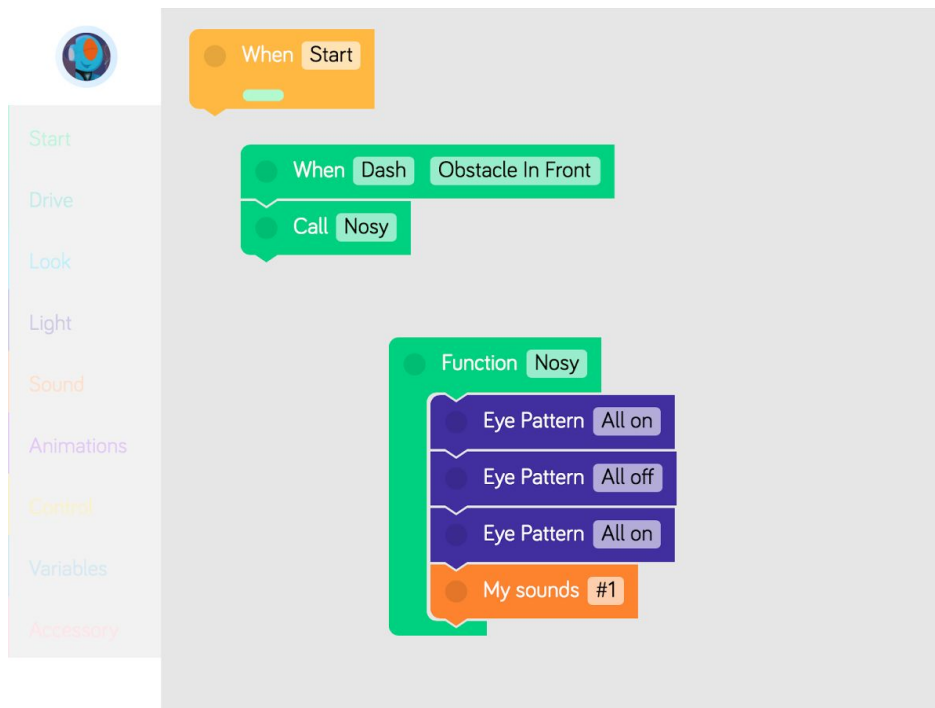 When Start
Start
When Dash Obstacle In Front
Drive
Call Nosy
Look
Light
Function Nosy
Sound
Eye Pattern All on
Animations
Eye Pattern All off
Control
Eye Pattern All on
Variables
My sounds #1
Accessory